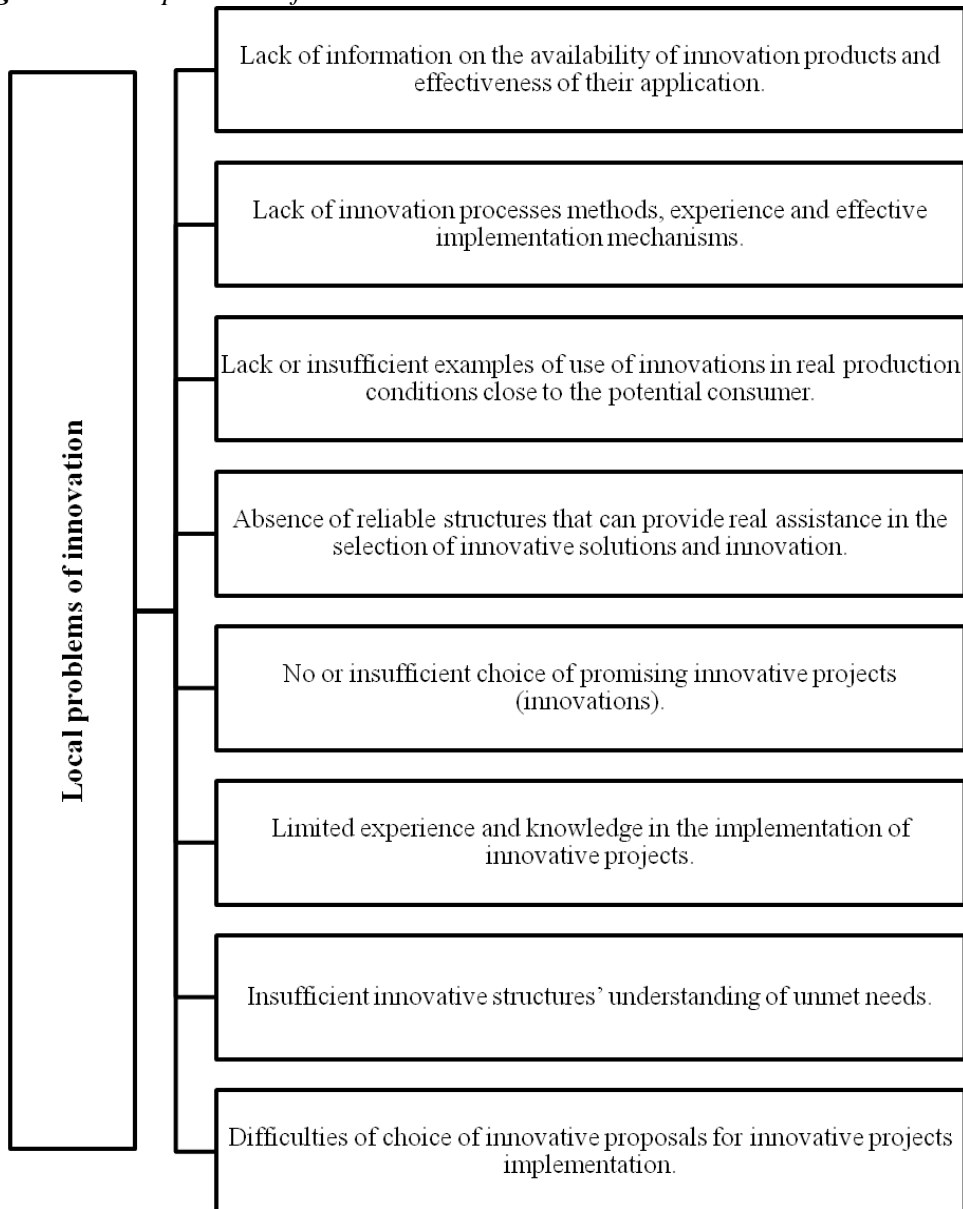 Lack of information on the availability of innovation products and
effectiveness of their application.
Lack of innovation processes methods, experience and effective
implementation mechanisms.
Lack or insufficient examples of use of innovations in real production
conditions close to the potential consumer.
Absence of reliable structures that can provide real assistance in the
selection of innovative solutions and innovation.
Local problems of innovation
No or insufficient choice of promising innovative projects
(innovations).
Limited experience and knowledge in the implementation of
innovative projects.
Insufficient innovative structures’ understanding of unmet needs.
Difficulties of choice of innovative proposals for innovative projects
implementation.